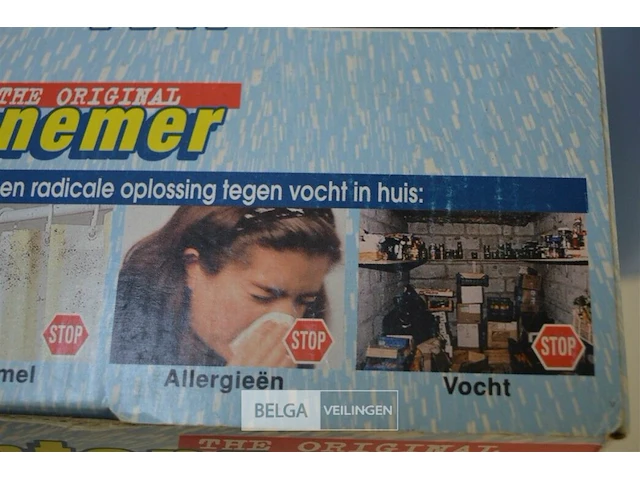 THE ORIGINAL
nemer
en radicale oplossing tegen vocht in huis:
STOP
STOP
STOP
mel
Allergieën
Vocht
BELGA VEILINGEN
THE ORIGINAL